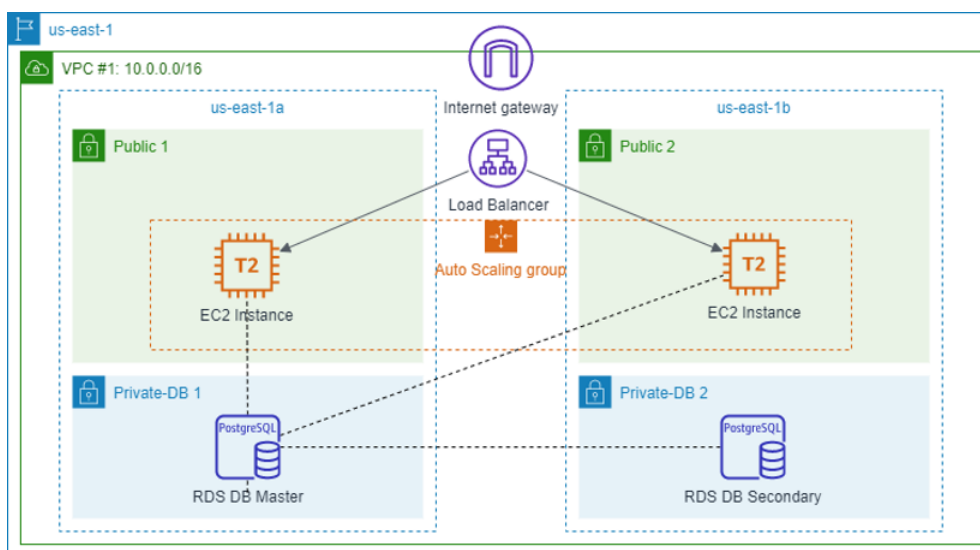 us-east-1
VPC #1: 10.0.0.0/16
Internet gateway
us-east-1a
us-east-1b
Public 1
Public 2
Load Balancer
Auto Scaling group
T2
EC2 Instance
T2
EC2 Instance
Private-DB 1
Private-DB 2
PostgreSQL
RDS DB Master
PostgreSQL
RDS DB Secondary